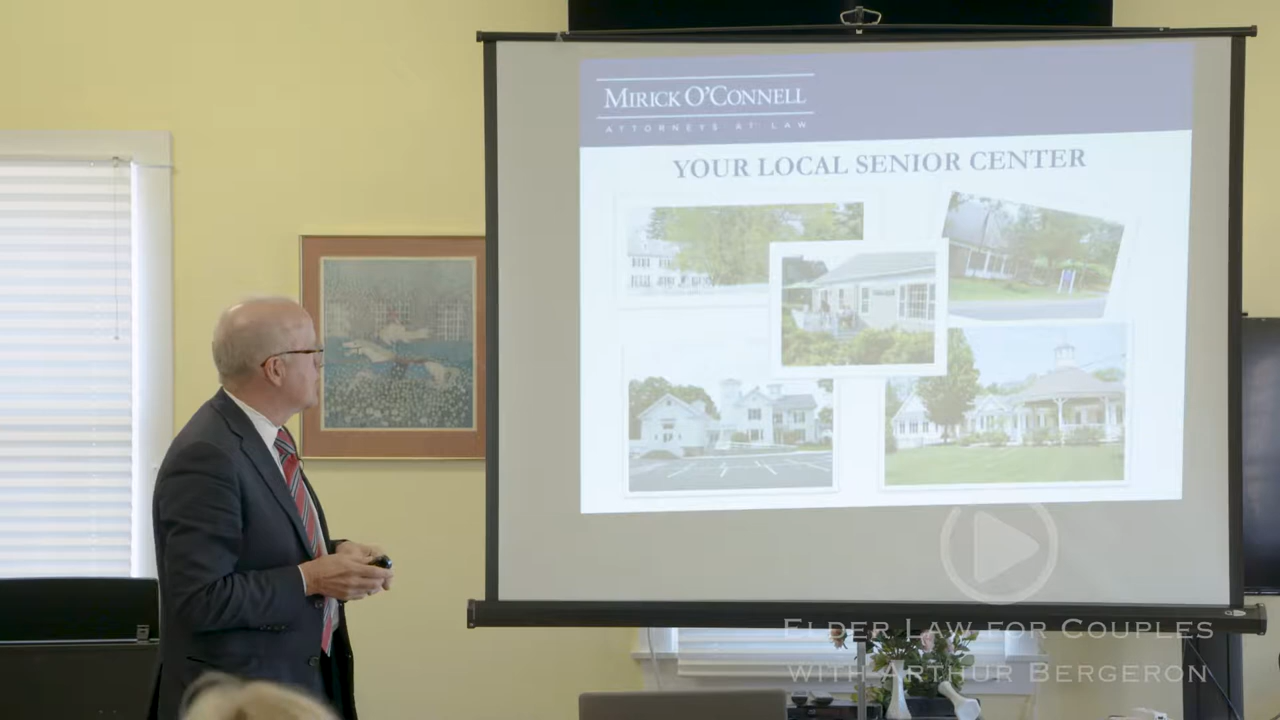 MIRICK O'CONNELL
ATTORNEYS AT LAW
YOUR LOCAL SENIOR CENTER
ELDER LAW FOR COUPLES
WITH ARTHUR BERGERON